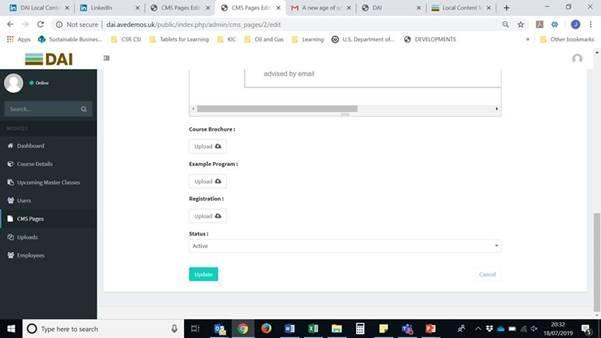 DAI Local Conte
LinkedIn
CMS Pages Edit
CMS Pages Edit
A new age of s
DAI
Local Content M
Not secure | dai.avedemos.uk/public/index.php/admin/cms_pages/2/edit
Apps
Sustainable Busines...
CSR CSI
Tablets for Learning
KIC
Oil and Gas
Learning
U.S. Department of...
DEVELOPMENTS
»
Other bookmarks
DAI
Online
advised by email
Search...
Course Brochure :
Upload
Dashboard
Course Details
Example Program :
Upload
Upcoming Master Classes
Users
Registration :
CMS Pages
Upload
Uploads
Status :
Active
Employees
Update
Cancel
Type here to search
20:32
18/07/2019